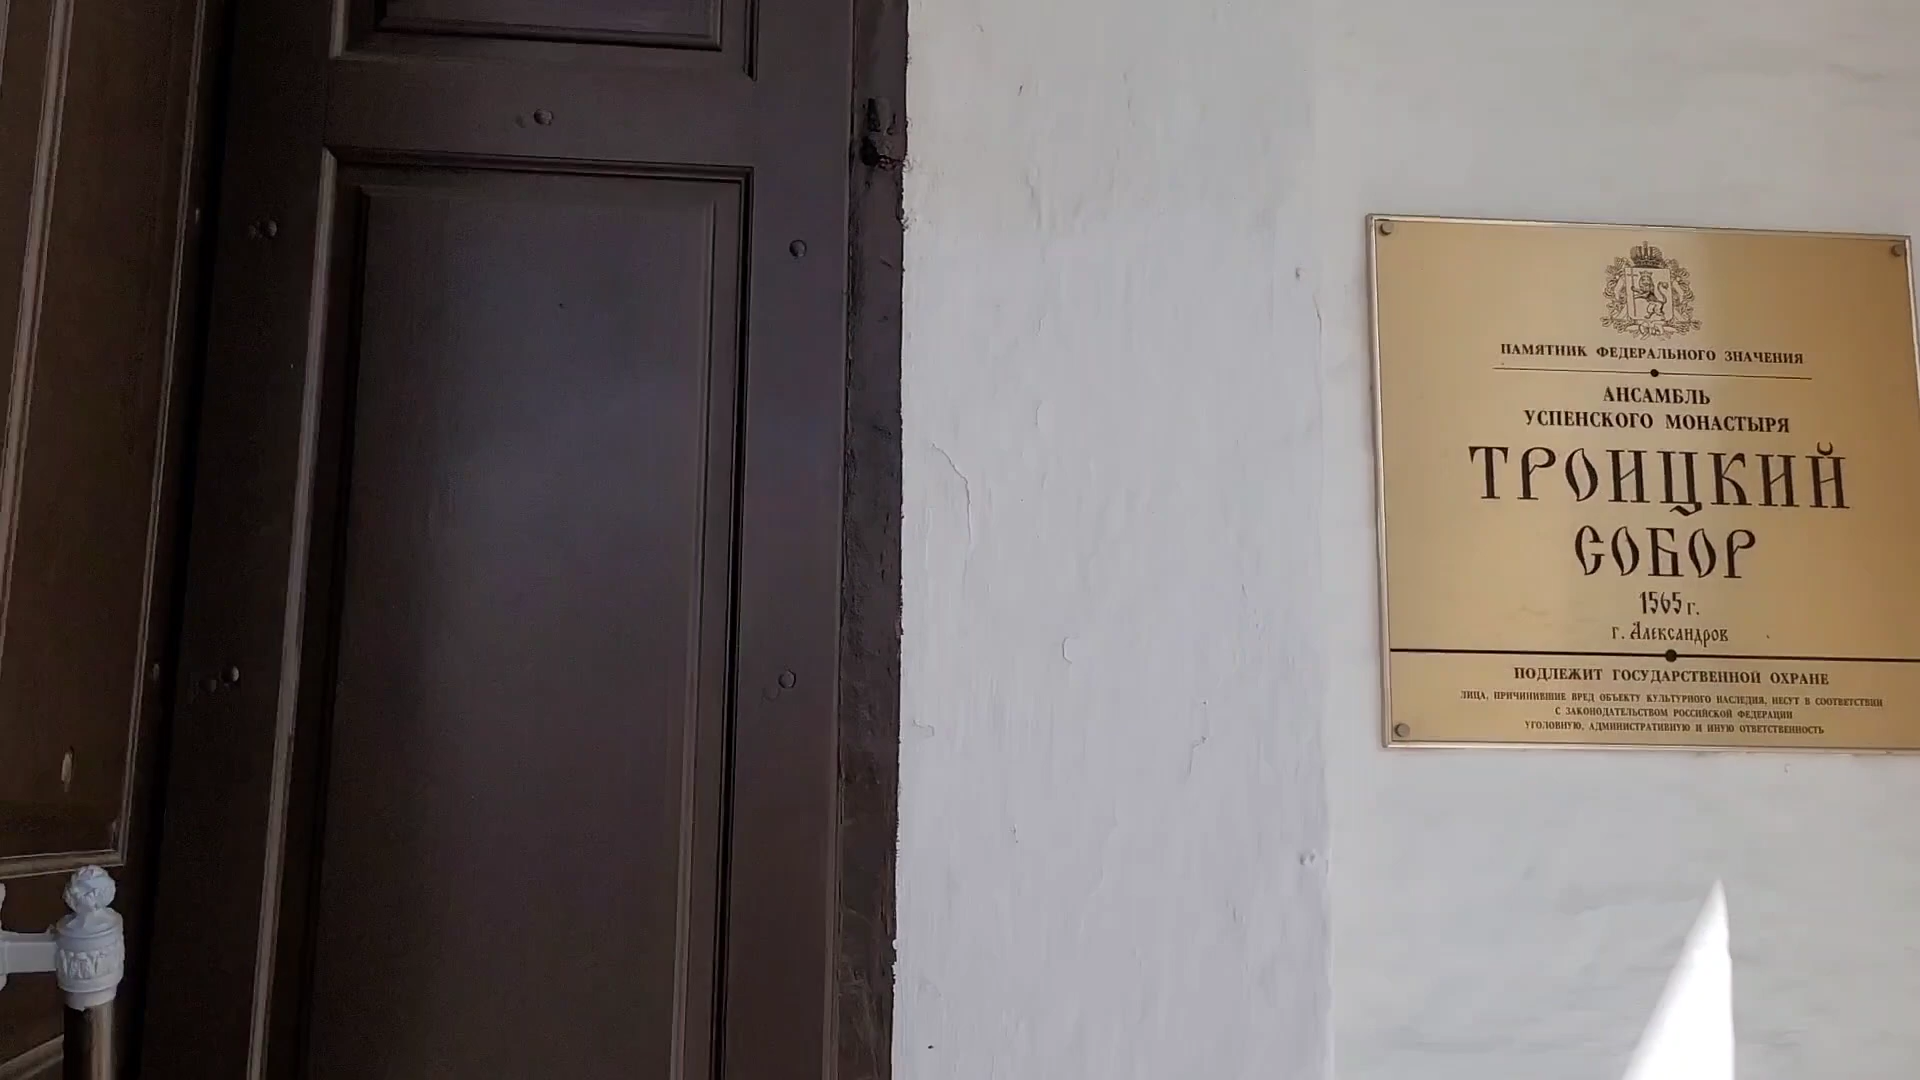 ПАМЯТНИК ФЕДЕРАЛЬНОГО ЗНАЧЕНИЯ
АНСАМБЛЬ
УСПЕНСКОГО МОНАСТЫРЯ
ТРОИЦКИЙ
СОБОР
1565 г.
г. Александров
ПОДЛЕЖИТ ГОСУДАРСТВЕННОЙ ОХРАНЕ
ЛИЦА, ПРИЧИНИВШИЕ ВРЕД ОБЪЕКТУ КУЛЬТУРНОГО НАСЛЕДИЯ, НЕСУТ В СООТВЕТСТВИИ
С ЗАКОНОДАТЕЛЬСТВОМ РОССИЙСКОЙ ФЕДЕРАЦИИ
УГОЛОВНУЮ, АДМИНИСТРАТИВНУЮ И ИНУЮ ОТВЕТСТВЕННОСТЬ